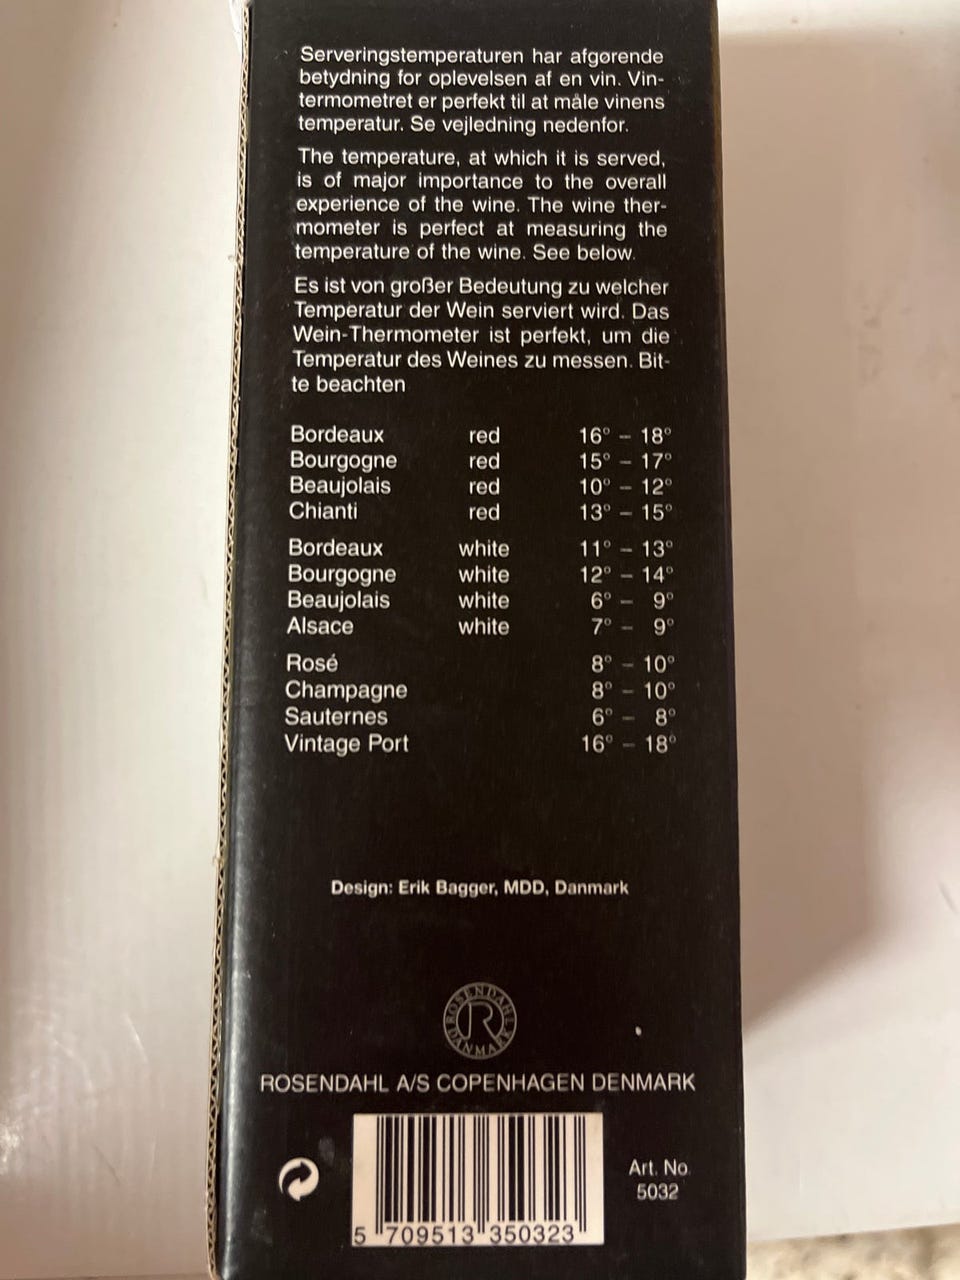 Serveringstemperaturen har afgørende
betydning for oplevelsen af en vin. Vin-
termometret er perfekt til at måle vinens
temperatur. Se vejledning nedenfor.
The temperature, at which it is served,
is of major importance to the overall
experience of the wine. The wine ther-
mometer is perfect at measuring the
temperature of the wine. See below.
Es ist von großer Bedeutung zu welcher
Temperatur der Wein serviert wird. Das
Wein-Thermometer ist perfekt, um die
Temperatur des Weines zu messen. Bit-
te beachten
Bordeaux red 16° – 18°
Bourgogne red 15° – 17°
Beaujolais red 10° – 12°
Chianti red 13° – 15°
Bordeaux white 11° – 13°
Bourgogne white 12° – 14°
Beaujolais white 6° – 9°
Alsace white 7° – 9°
Rosé 8° – 10°
Champagne 8° – 10°
Sauternes 6° – 8°
Vintage Port 16° – 18°
Design: Erik Bagger, MDD, Danmark
ROSENDAHL
R
DANMARK
ROSENDAHL A/S COPENHAGEN DENMARK
Art. No.
5032
5 709513 350323